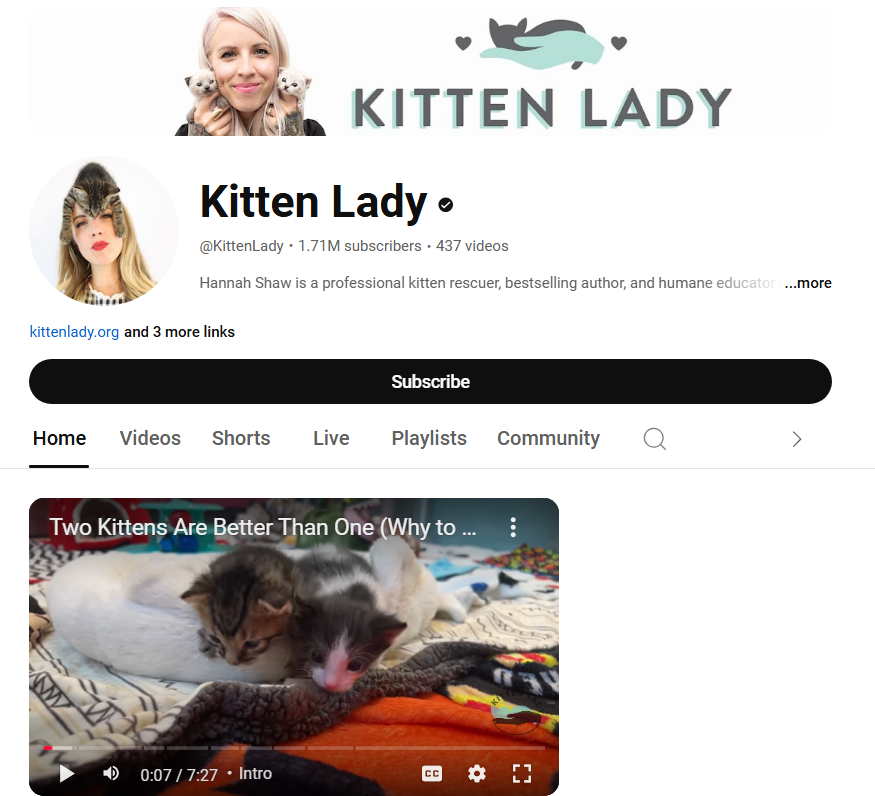 KITTEN LADY
Kitten Lady
@KittenLady • 1.71M subscribers • 437 videos
Hannah Shaw is a professional kitten rescuer, bestselling author, and humane educator ...more
kittenlady.org and 3 more links
Subscribe
Home Videos Shorts Live Playlists Community
Two Kittens Are Better Than One (Why to ...
0:07 / 7:27 • Intro CC